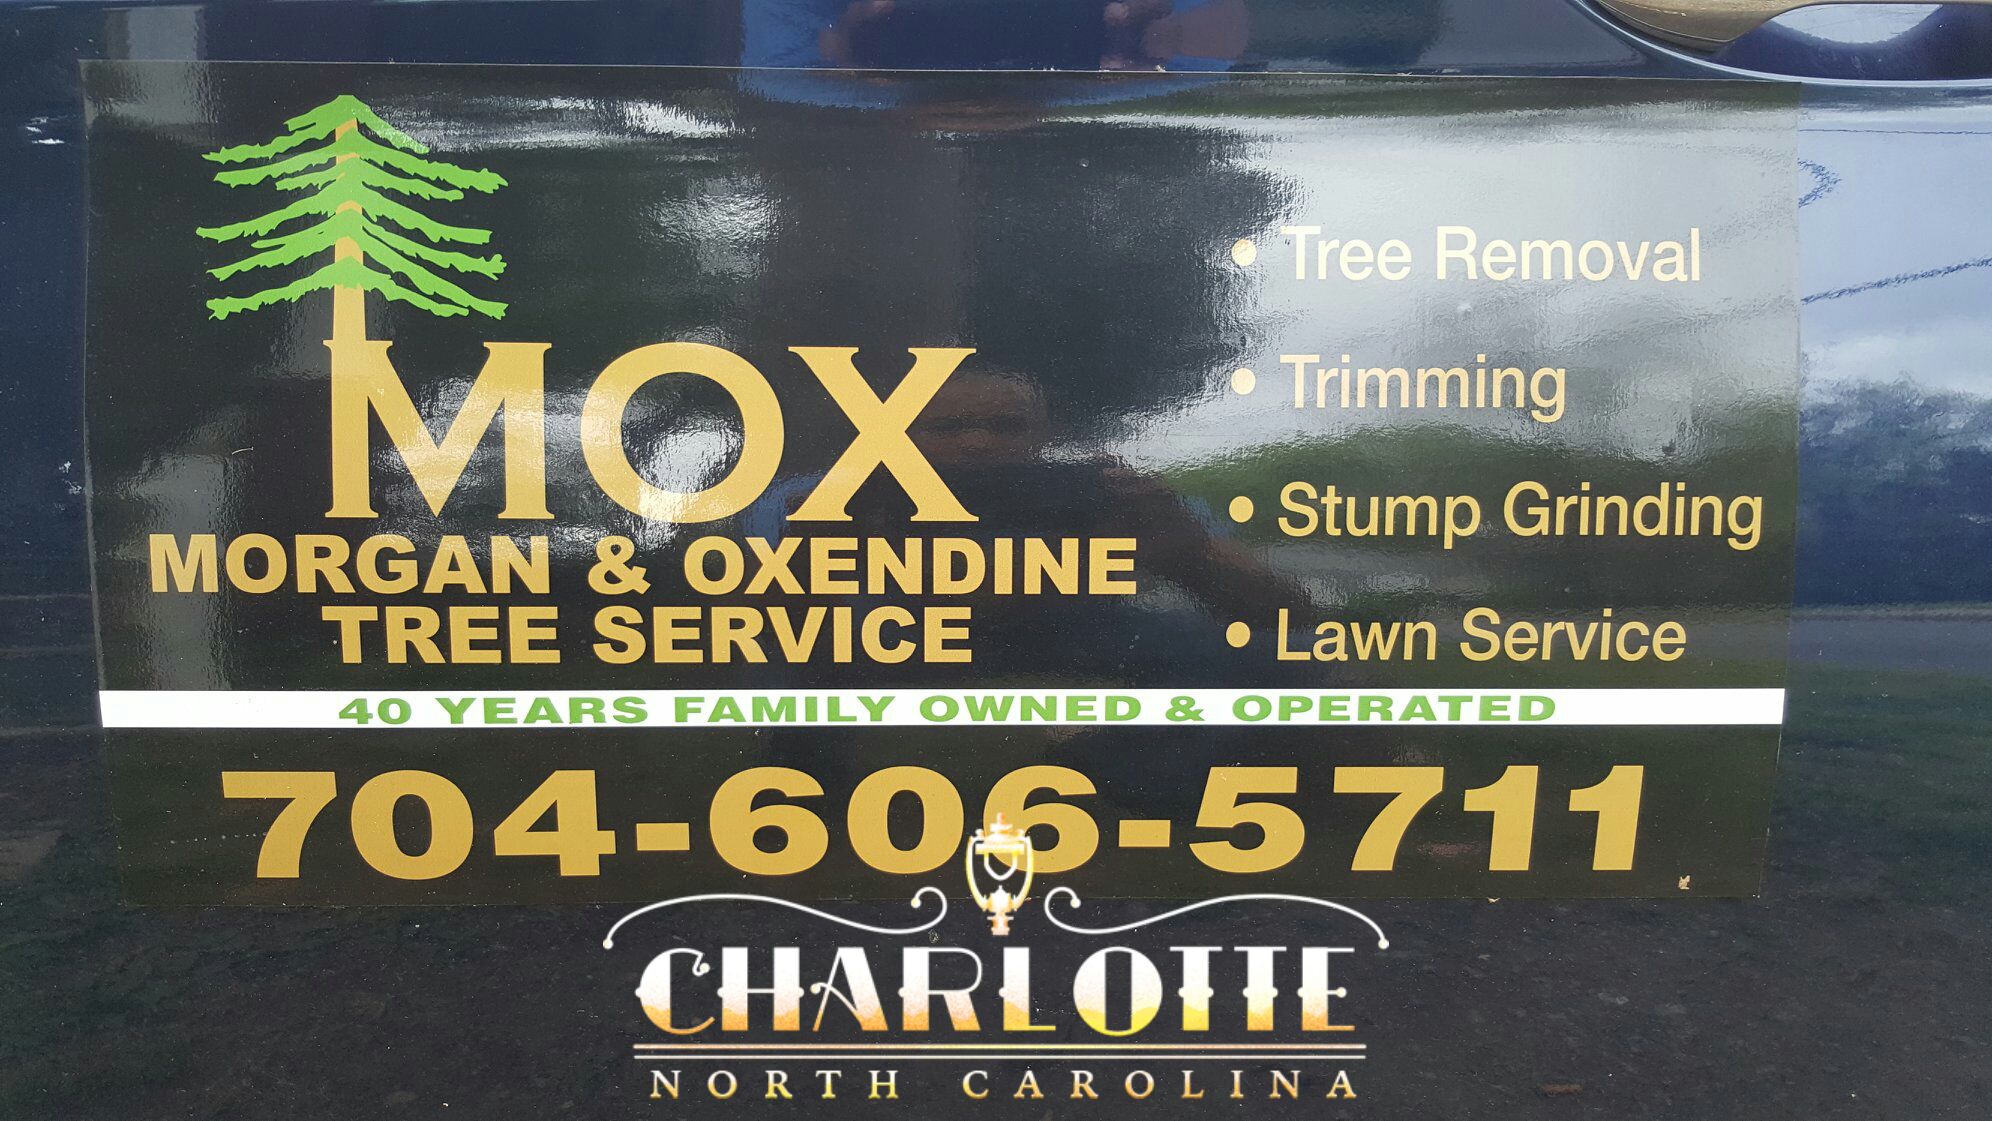 MOX
MORGAN & OXENDINE
TREE SERVICE
• Tree Removal
• Trimming
• Stump Grinding
• Lawn Service
40 YEARS FAMILY OWNED & OPERATED
704-606-5711
CHARLOTTE
NORTH CAROLINA